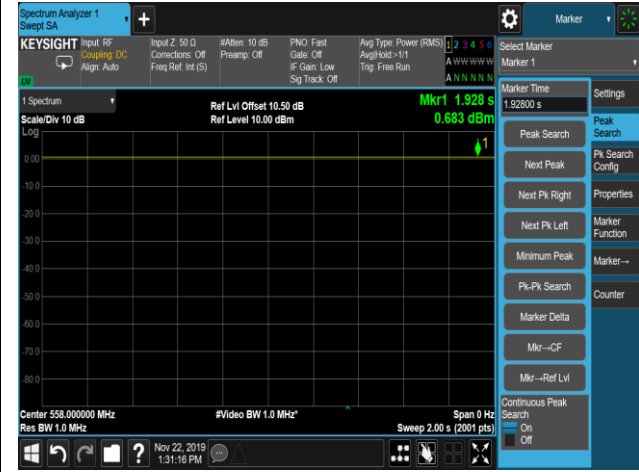 Spectrum Analyzer 1
Swept SA
+
Marker
KEYSIGHT
Input: RF
Coupling: DC
Align: Auto
Input Z: 50 Ω
Corrections: Off
Freq Ref: Int (S)
#Atten: 10 dB
Preamp: Off
PNO: Fast
Gate: Off
IF Gain: Low
Sig Track: Off
Avg Type: Power (RMS)
Avg|Hold:>1/1
Trig: Free Run
1 2 3 4 5 6
A W W W W W
A N N N N N
LXI
Select Marker
Marker 1
1 Spectrum
Scale/Div 10 dB
Log
Ref Lvl Offset 10.50 dB
Ref Level 10.00 dBm
Mkr1 1.928 s
0.683 dBm
1
0.00
-10.0
-20.0
-30.0
-40.0
-50.0
-60.0
-70.0
-80.0
Center 558.000000 MHz
Res BW 1.0 MHz
#Video BW 1.0 MHz*
Span 0 Hz
Sweep 2.00 s (2001 pts)
Marker Time
1.92800 s
Peak Search
Next Peak
Next Pk Right
Next Pk Left
Minimum Peak
Pk-Pk Search
Marker Delta
Mkr→CF
Mkr→Ref Lvl
Continuous Peak
Search
On
Off
Settings
Peak
Search
Pk Search
Config
Properties
Marker
Function
Marker→
Counter
?
Nov 22, 2019
1:31:16 PM